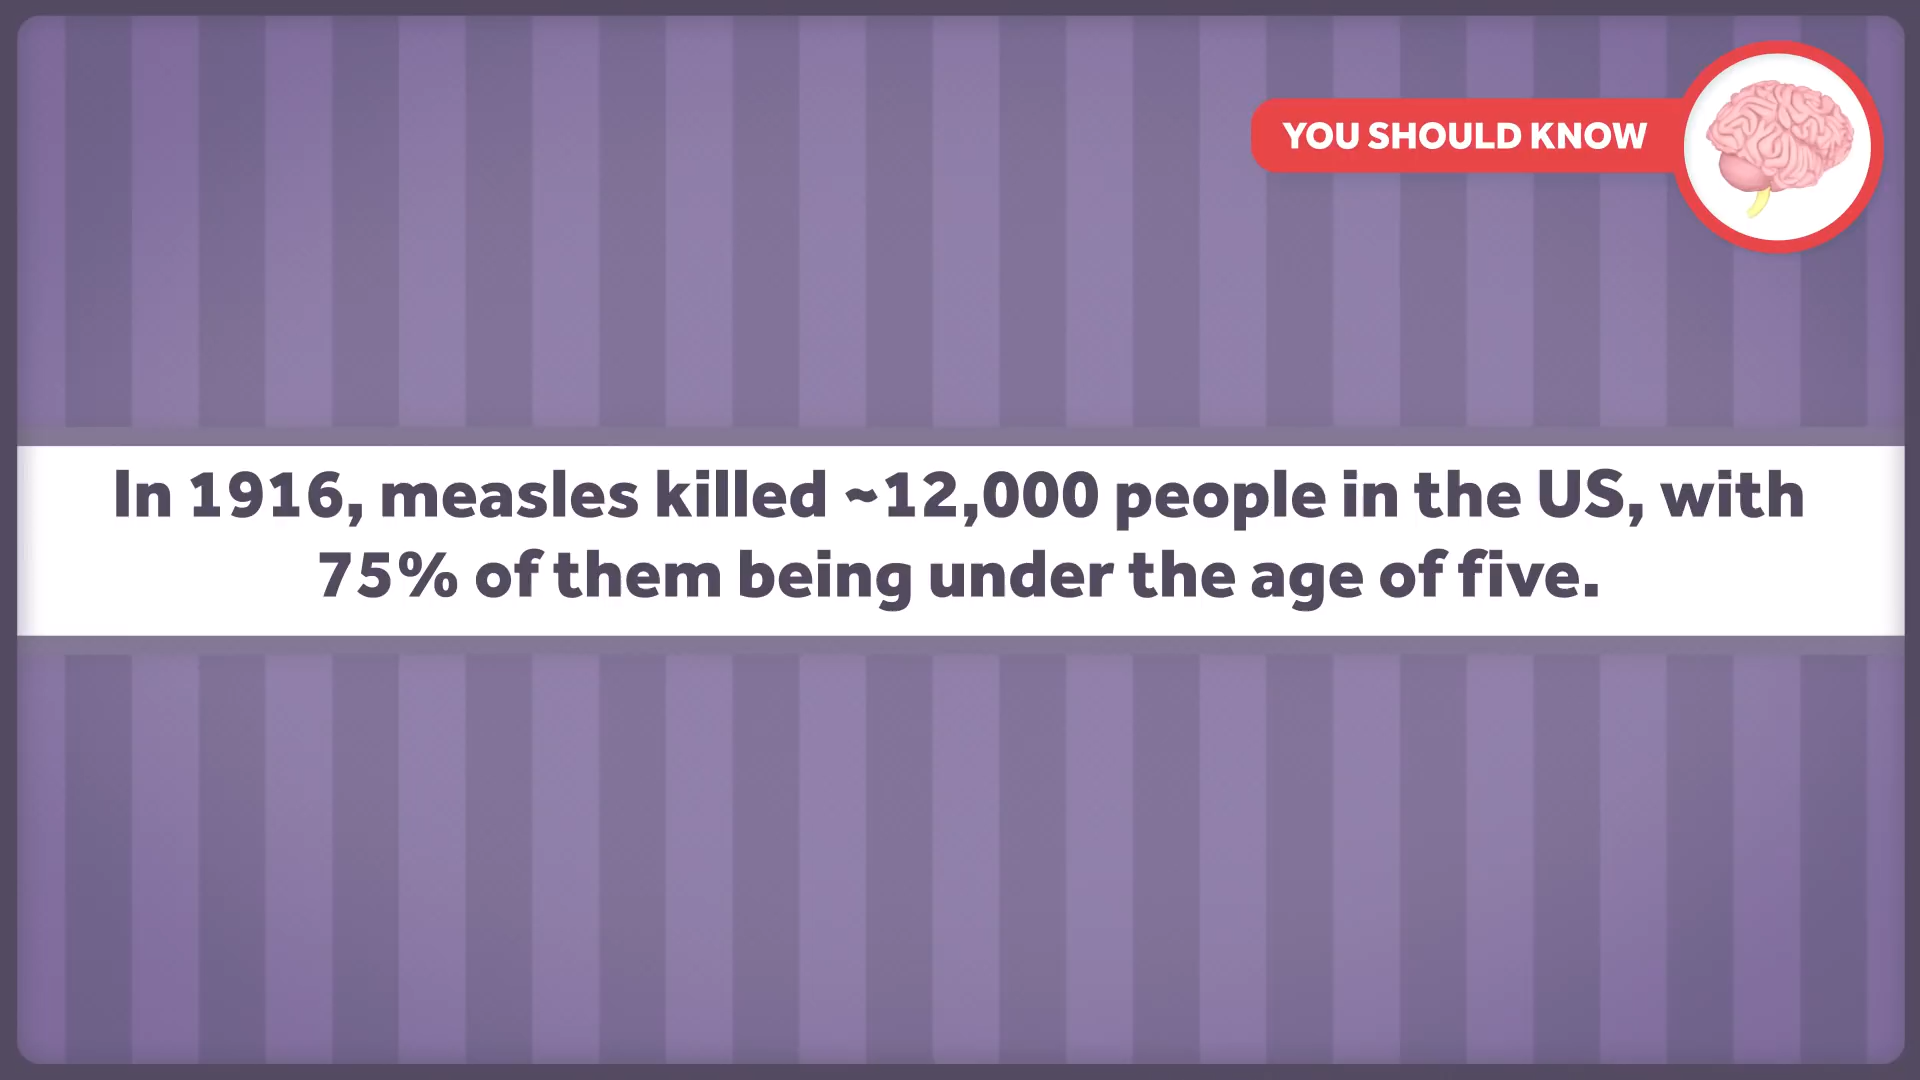 YOU SHOULD KNOW
In 1916, measles killed ~12,000 people in the US, with
75% of them being under the age of five.